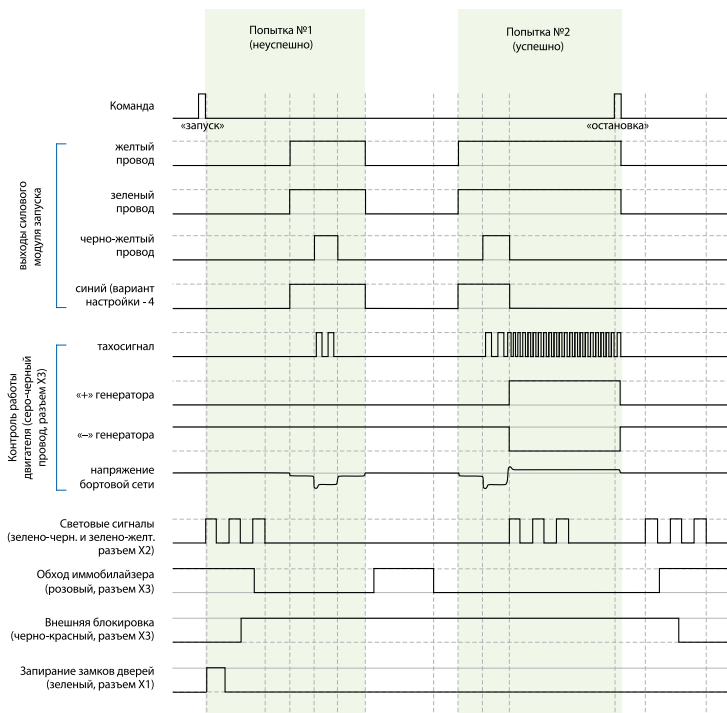 Попытка №1
(неуспешно)
Попытка №2
(успешно)
Команда
«запуск»
«остановка»
выходы силового
модуля запуска
желтый
провод
зеленый
провод
черно-желтый
провод
синий (вариант
настройки - 4
Контроль работы
двигателя (серо-черный
провод, разъем X3)
тахосигнал
«+» генератора
«–» генератора
напряжение
бортовой сети
Световые сигналы
(зелено-черн. и зелено-желт.
разъем X2)
Обход иммобилайзера
(розовый, разъем X3)
Внешняя блокировка
(черно-красный, разъем X3)
Запирание замков дверей
(зеленый, разъем X1)